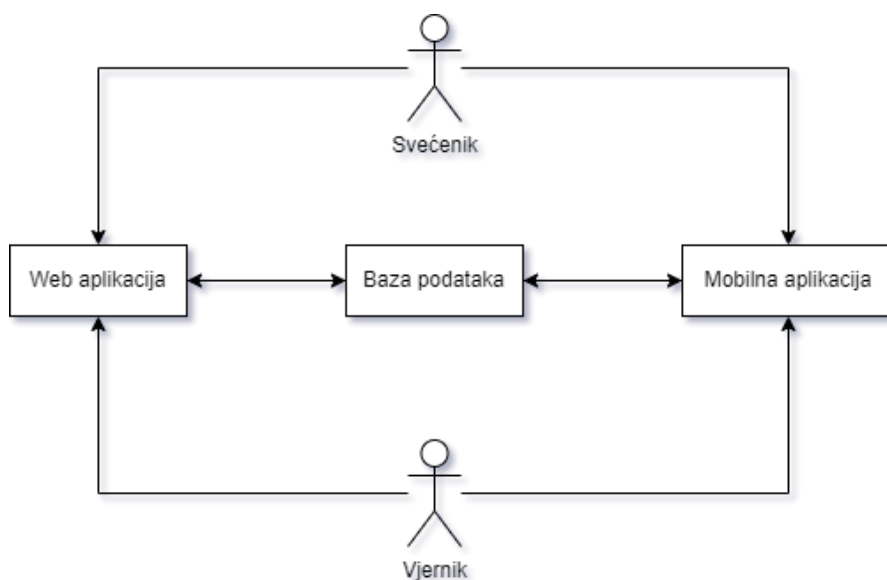 Svećenik
Web aplikacija
Baza podataka
Mobilna aplikacija
Vjernik